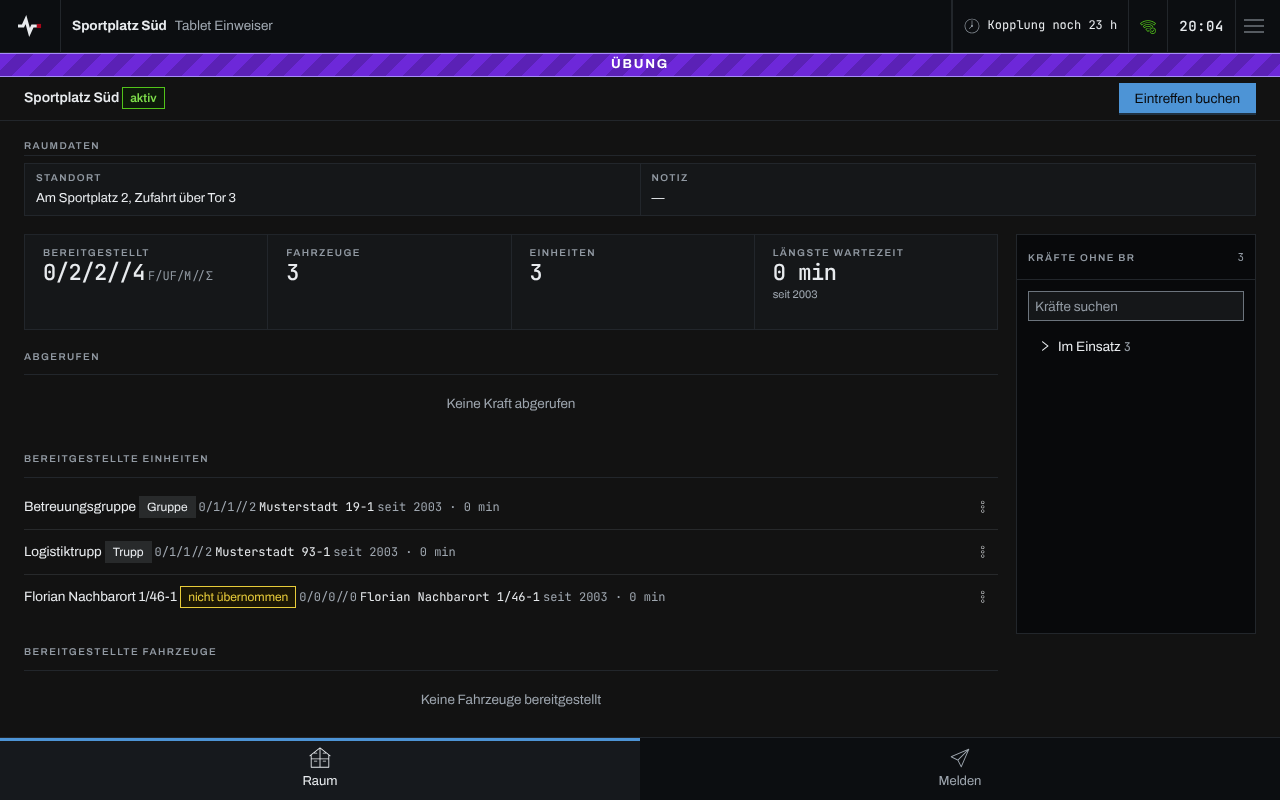 Sportplatz Süd Tablet Einweiser Kopplung noch 23 h 20:04
ÜBUNG
Sportplatz Süd aktiv Eintreffen buchen
RAUMDATEN
STANDORT NOTIZ
Am Sportplatz 2, Zufahrt über Tor 3 —
BEREITGESTELLT FAHRZEUGE EINHEITEN LÄNGSTE WARTEZEIT
0/2/2//4 F/UF/M//Σ 3 3 0 min
seit 2003
KRÄFTE OHNE BR 3
Kräfte suchen
Im Einsatz 3
ABGERUFEN
Keine Kraft abgerufen
BEREITGESTELLTE EINHEITEN
Betreuungsgruppe Gruppe 0/1/1//2 Musterstadt 19-1 seit 2003 · 0 min
Logistiktrupp Trupp 0/1/1//2 Musterstadt 93-1 seit 2003 · 0 min
Florian Nachbarort 1/46-1 nicht übernommen 0/0/0//0 Florian Nachbarort 1/46-1 seit 2003 · 0 min
BEREITGESTELLTE FAHRZEUGE
Keine Fahrzeuge bereitgestellt
Raum Melden